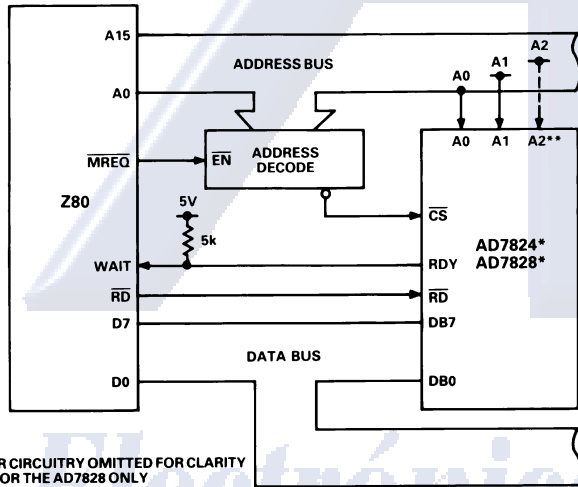 A15
ADDRESS BUS
A2
A1
A0
A0
A0 A1 A2**
MREQ
EN
ADDRESS
DECODE
Z80
5V
5k
CS
AD7824*
AD7828*
WAIT
RDY
RD
RD
D7
DB7
DATA BUS
D0
DB0
R CIRCUITRY OMITTED FOR CLARITY
OR THE AD7828 ONLY
Electrónic